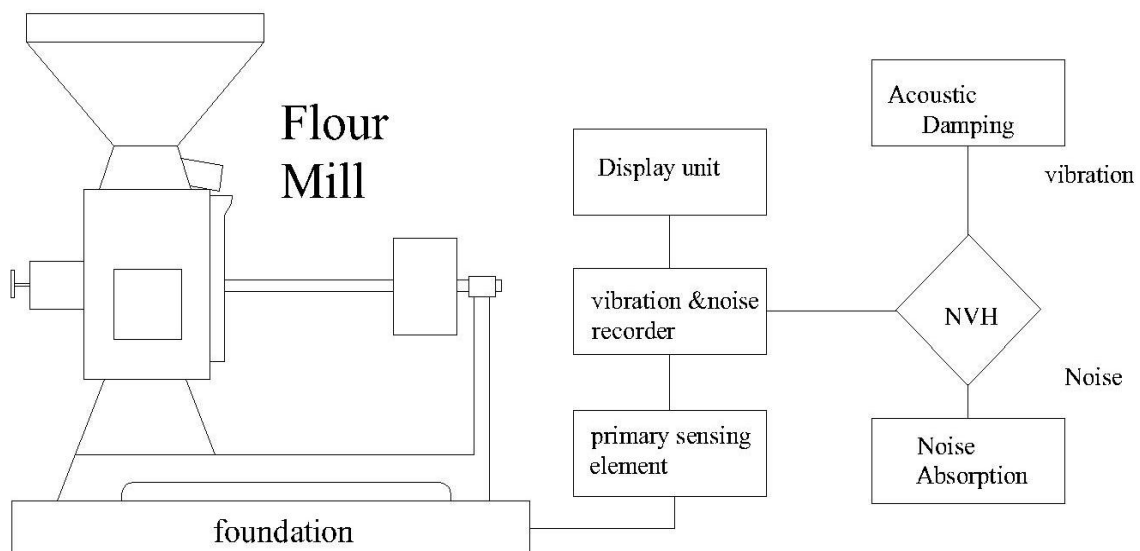 Flour
Mill
foundation
Display unit
vibration &noise
recorder
primary sensing
element
Acoustic
Damping
vibration
NVH
Noise
Noise
Absorption